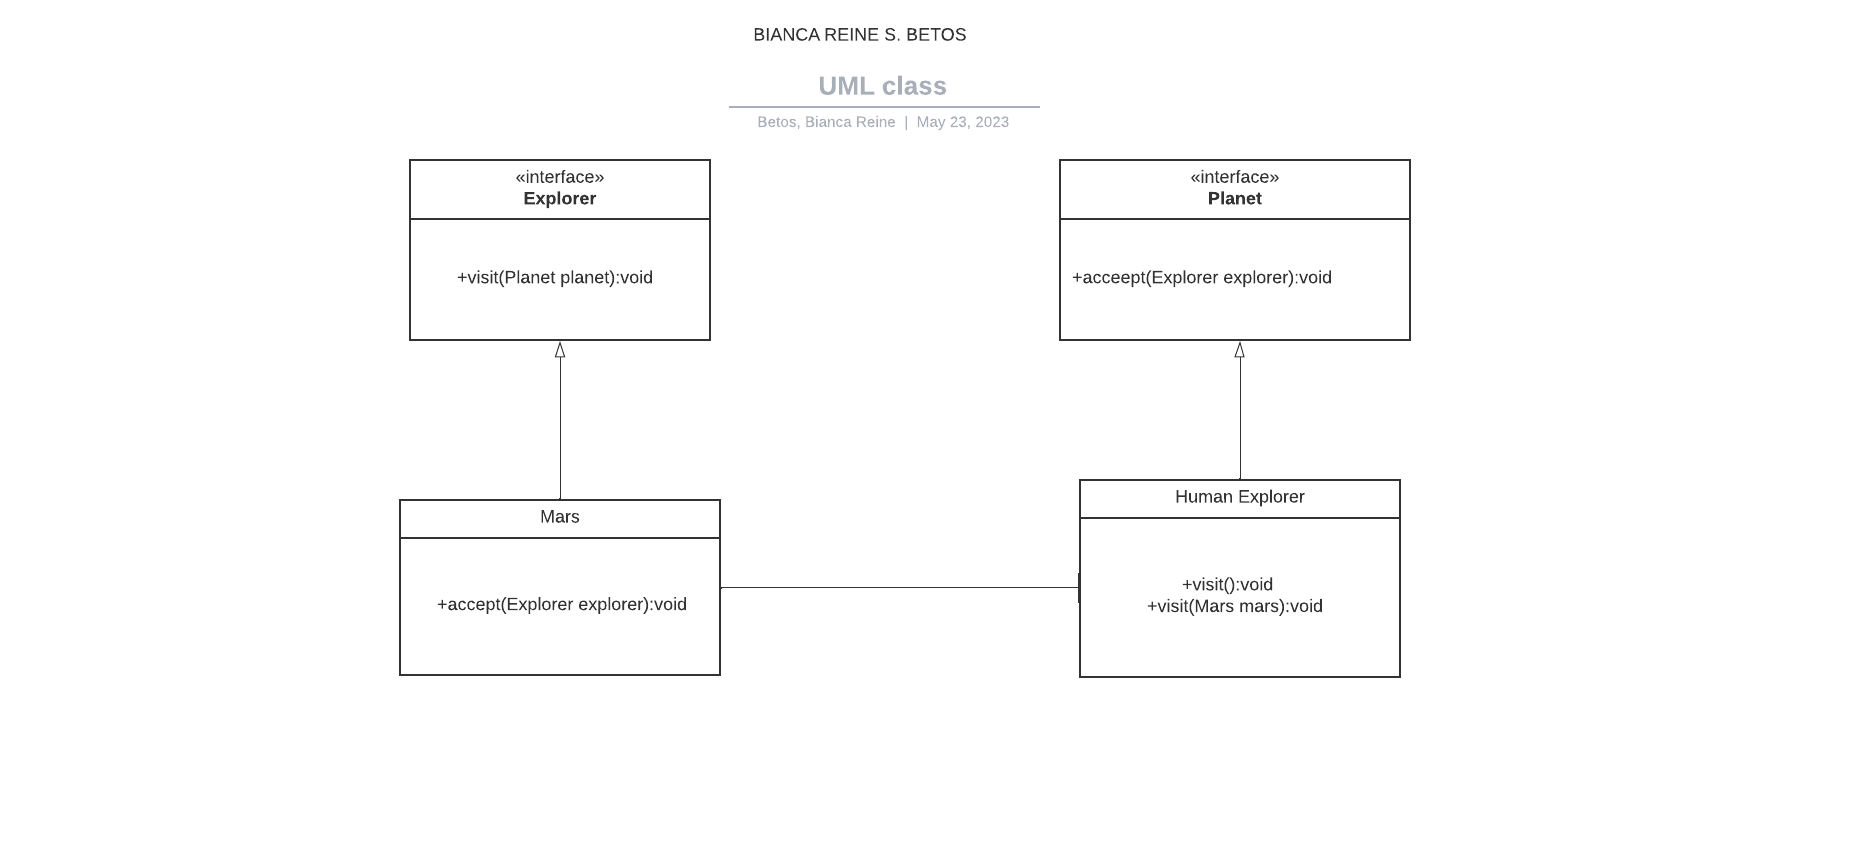 BIANCA REINE S. BETOS
UML class
Betos, Bianca Reine | May 23, 2023
«interface»
Explorer
+visit(Planet planet):void
«interface»
Planet
+acceept(Explorer explorer):void
Mars
+accept(Explorer explorer):void
Human Explorer
+visit():void
+visit(Mars mars):void